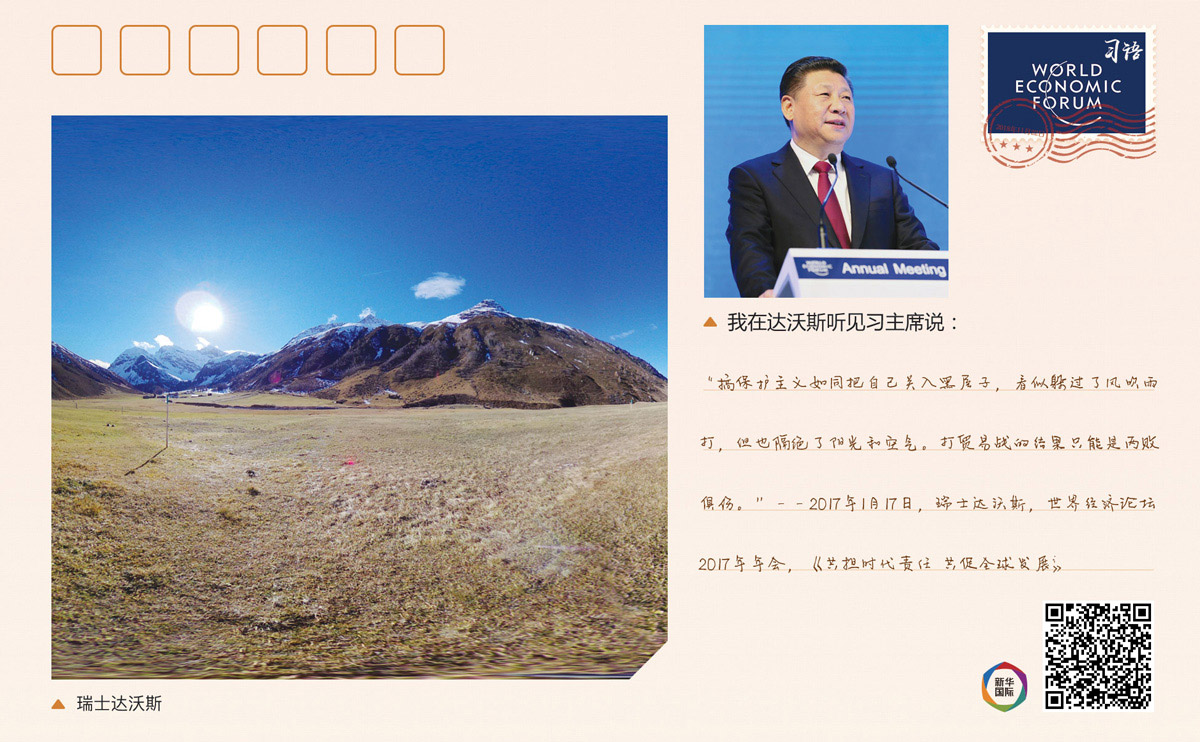 习语
WORLD
ECONOMIC
FORUM
WORLD
ECONOMIC
FORUM
Annual Meeting
我在达沃斯听见习主席说：
“搞保护主义如同把自己关入黑屋子，看似躲过了风吹雨
打，但也隔绝了阳光和空气。打贸易战的结果只能是两败
俱伤。”--2017年1月17日，瑞士达沃斯，世界经济论坛
2017年年会，《共担时代责任 共促全球发展》
瑞士达沃斯
新华
国际